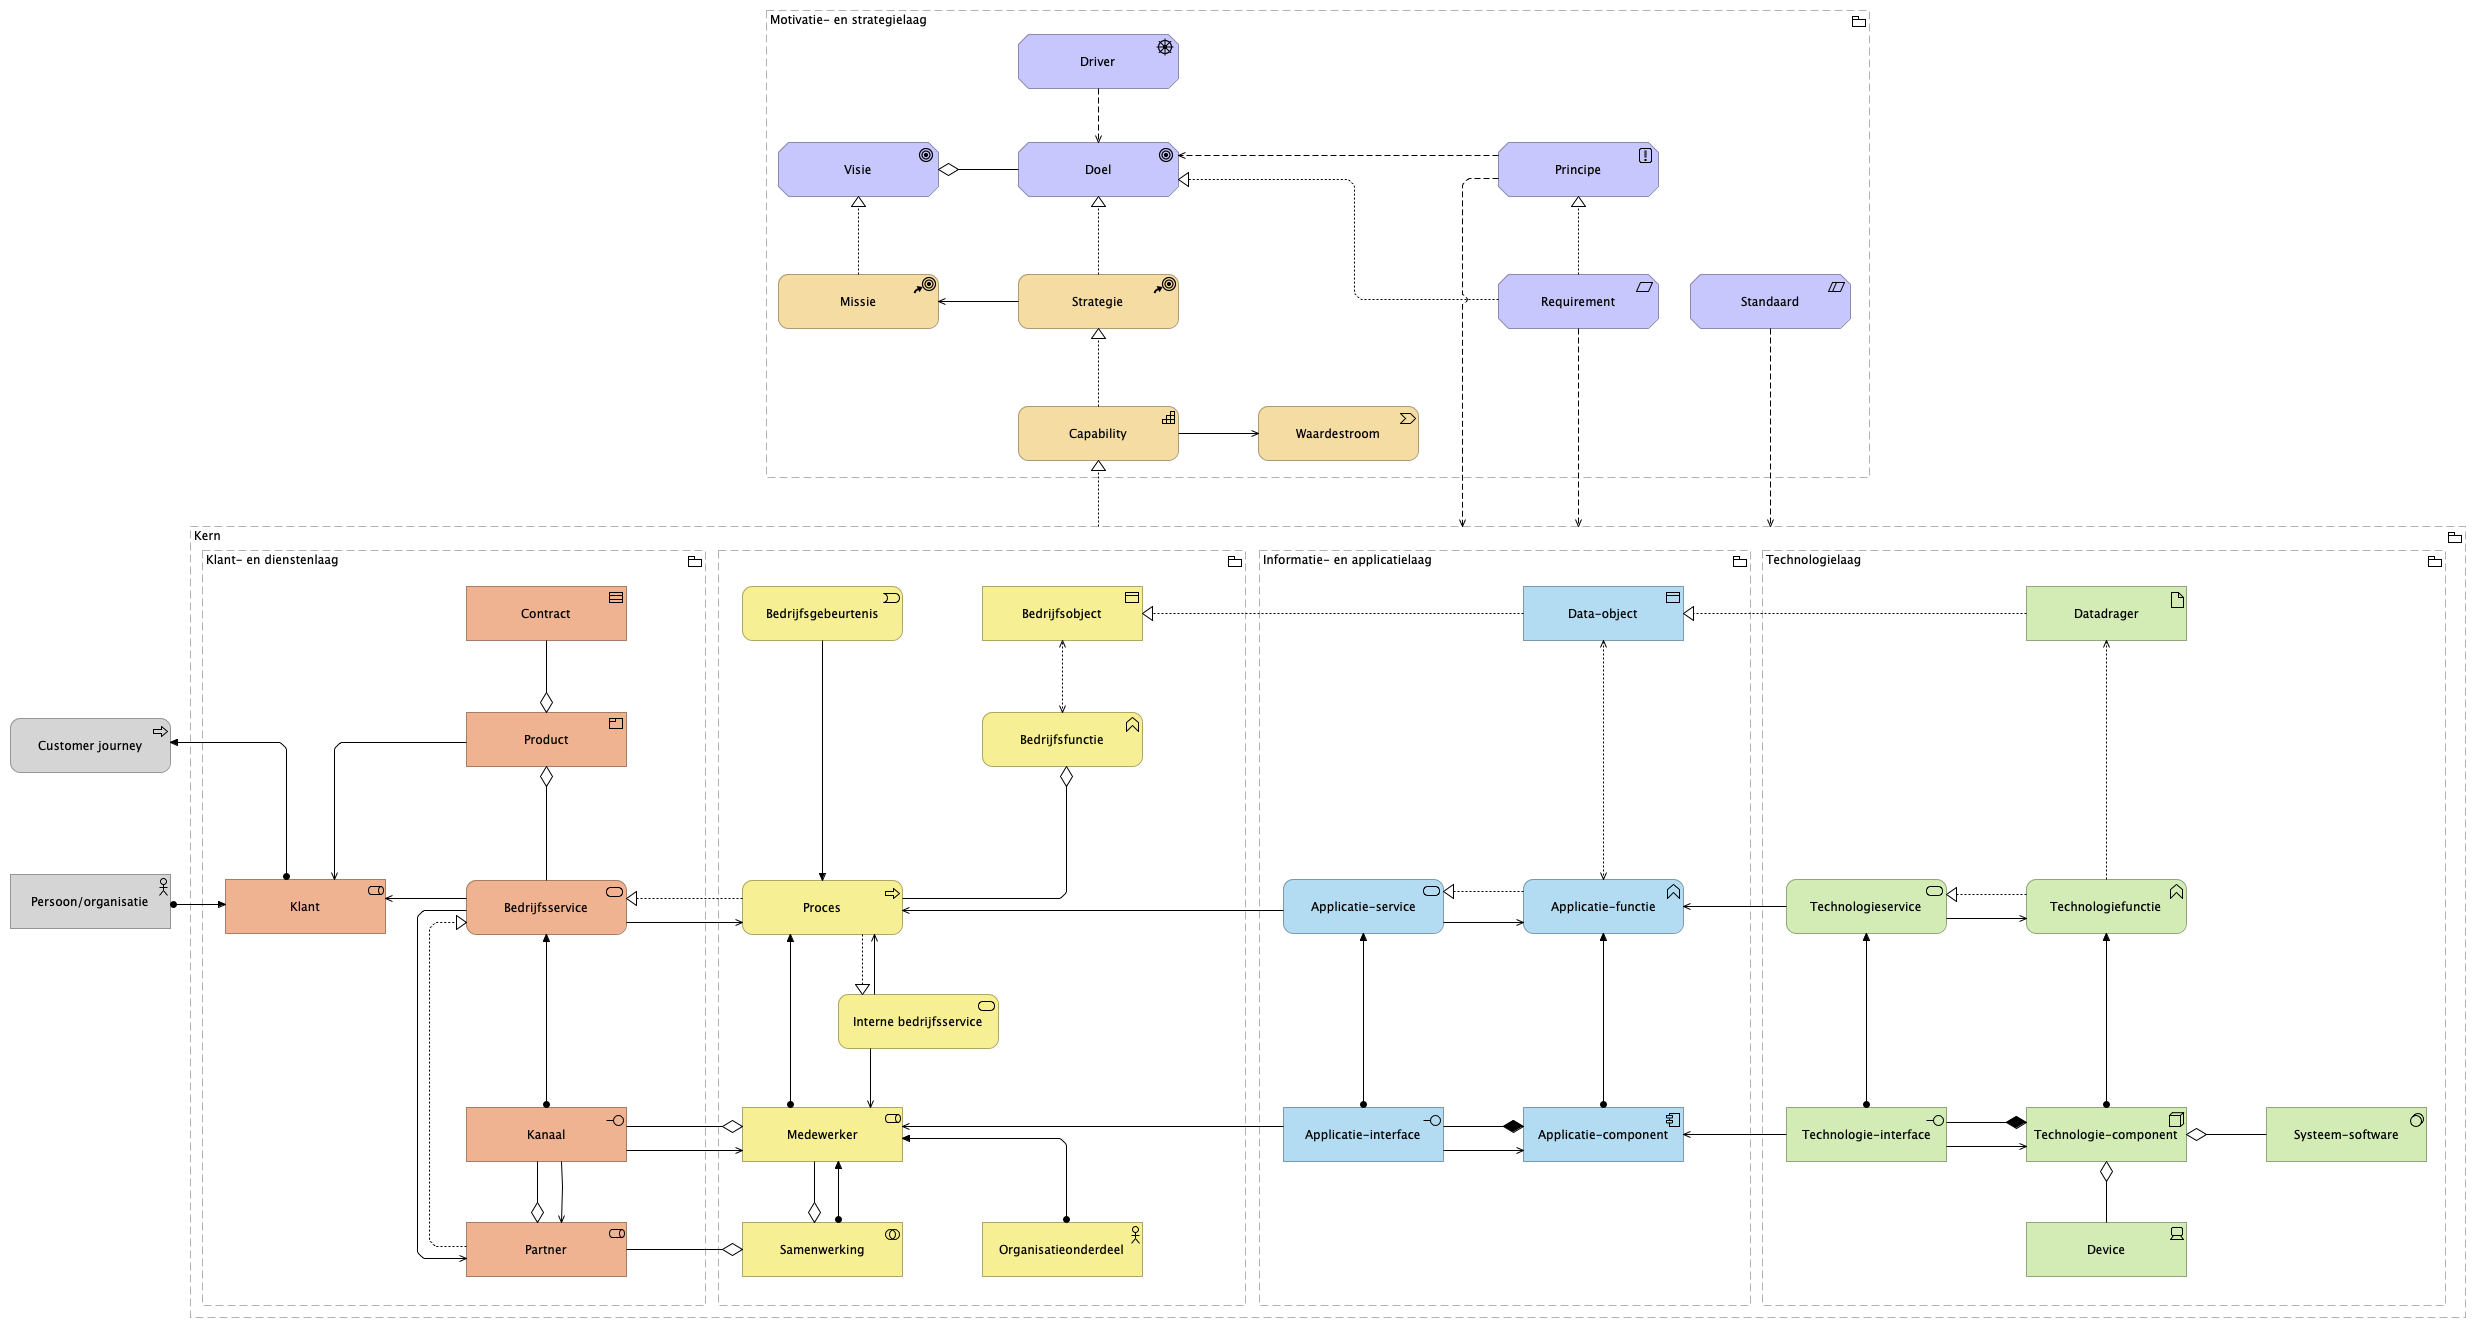 Motivatie- en strategielaag
Driver
Visie
Doel
Principe
Missie
Strategie
Requirement
Standaard
Capability
Waardestroom
Kern
Klant- en dienstenlaag
Informatie- en applicatielaag
Technologielaag
Contract
Bedrijfsgebeurtenis
Bedrijfsobject
Data-object
Datadrager
Customer journey
Product
Bedrijfsfunctie
Persoon/organisatie
Klant
Bedrijfsservice
Proces
Applicatie-service
Applicatie-functie
Technologieservice
Technologiefunctie
Interne bedrijfsservice
Kanaal
Medewerker
Applicatie-interface
Applicatie-component
Technologie-interface
Technologie-component
Systeem-software
Partner
Samenwerking
Organisatieonderdeel
Device